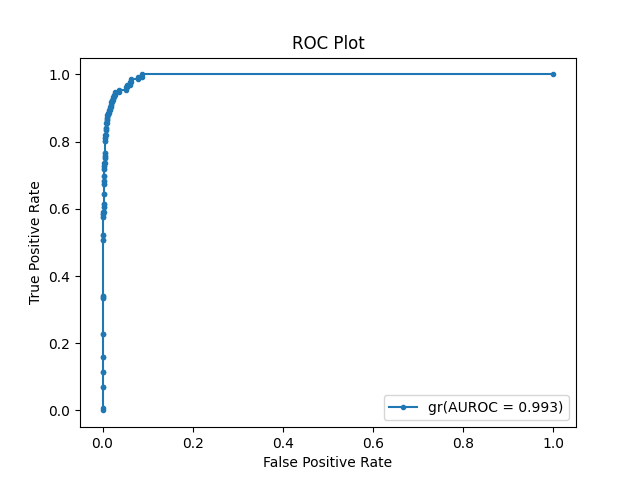 ROC Plot
True Positive Rate
1.0
0.8
0.6
0.4
0.2
0.0
gr(AUROC = 0.993)
0.0 0.2 0.4 0.6 0.8 1.0
False Positive Rate